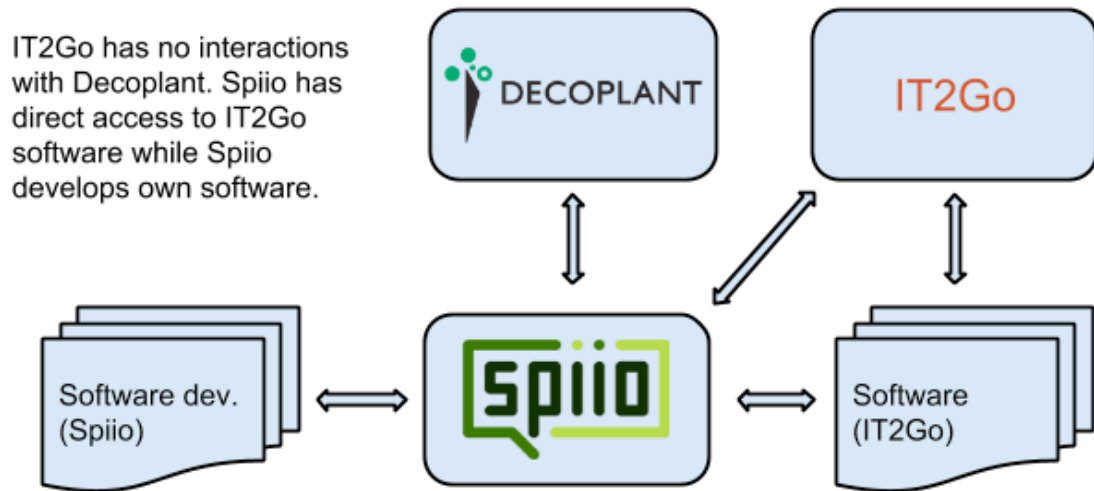 IT2Go has no interactions
with Decoplant. Spiio has
direct access to IT2Go
software while Spiio
develops own software.
DECOPLANT
IT2Go
Software dev.
(Spiio)
spiio
Software
(IT2Go)